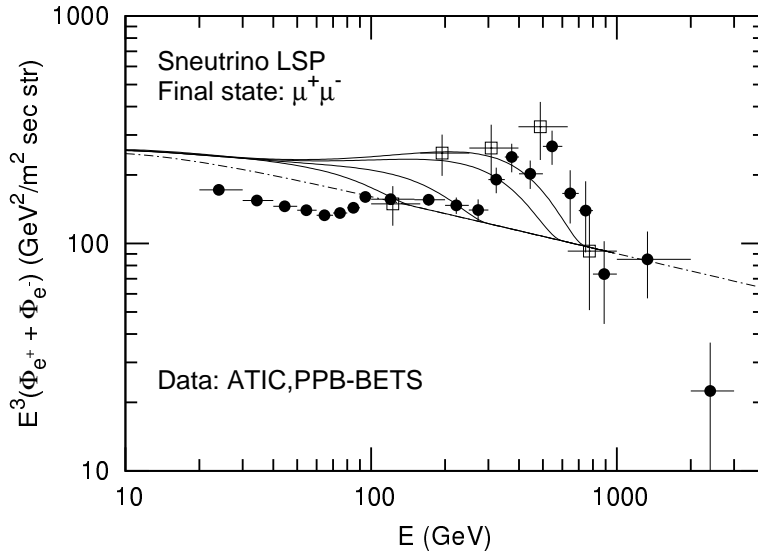 1000
Sneutrino LSP
Final state: μ⁺μ⁻
E³(Φe⁺ + Φe⁻) (GeV²/m² sec str)
100
Data: ATIC,PPB-BETS
10
10 100 1000
E (GeV)